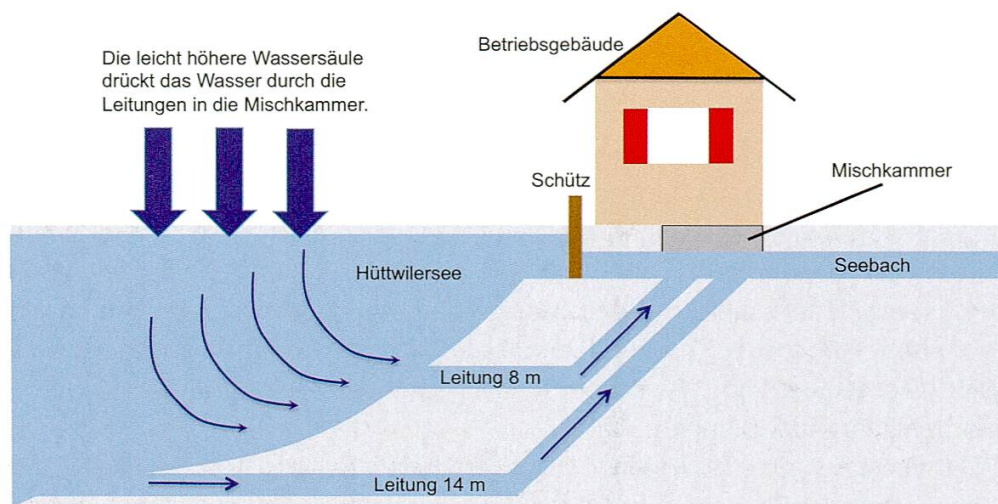 Betriebsgebäude
Die leicht höhere Wassersäule
drückt das Wasser durch die
Leitungen in die Mischkammer.
Mischkammer
Schütz
Hüttwilersee
Seebach
Leitung 8 m
Leitung 14 m